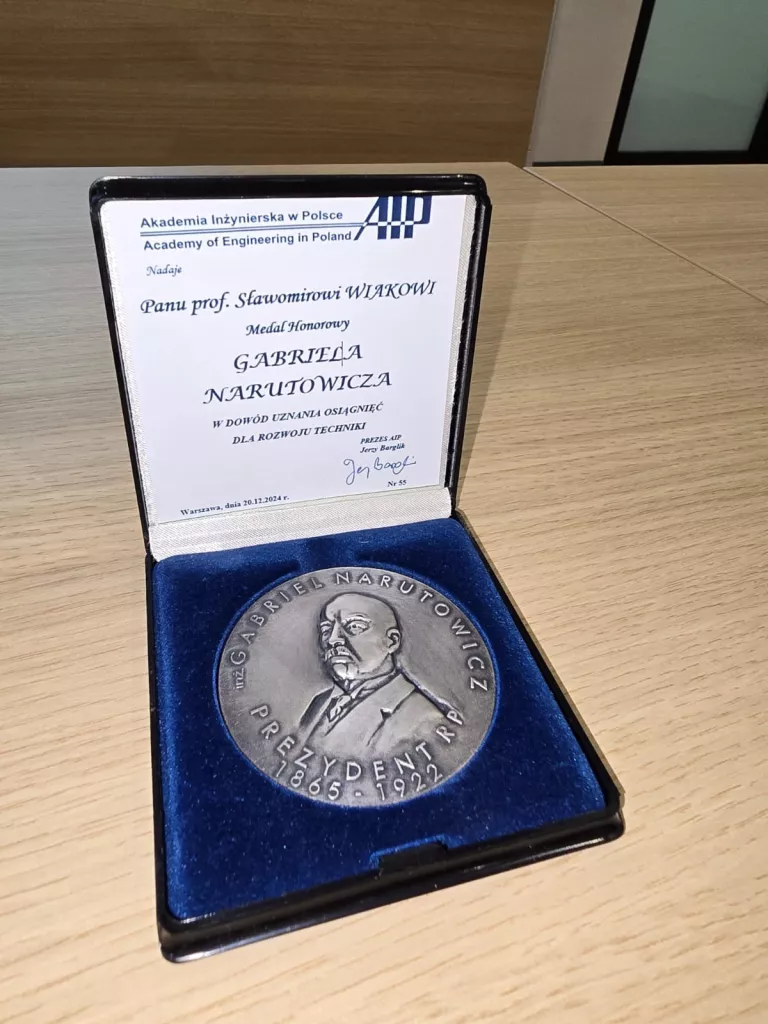 Akademia Inżynierska w Polsce
AIP
Academy of Engineering in Poland
Nadaje
Panu prof. Sławomirowi WIAKOWI
Medal Honorowy
GABRIELA
NARUTOWICZA
W DOWÓD UZNANIA OSIĄGNIĘĆ
DLA ROZWOJU TECHNIKI
PREZES AIP
Jerzy Barglik
Nr 55
Warszawa, dnia 20.12.2024 r.
inż. GABRIEL NARUTOWICZ
PREZYDENT RP
1865 - 1922